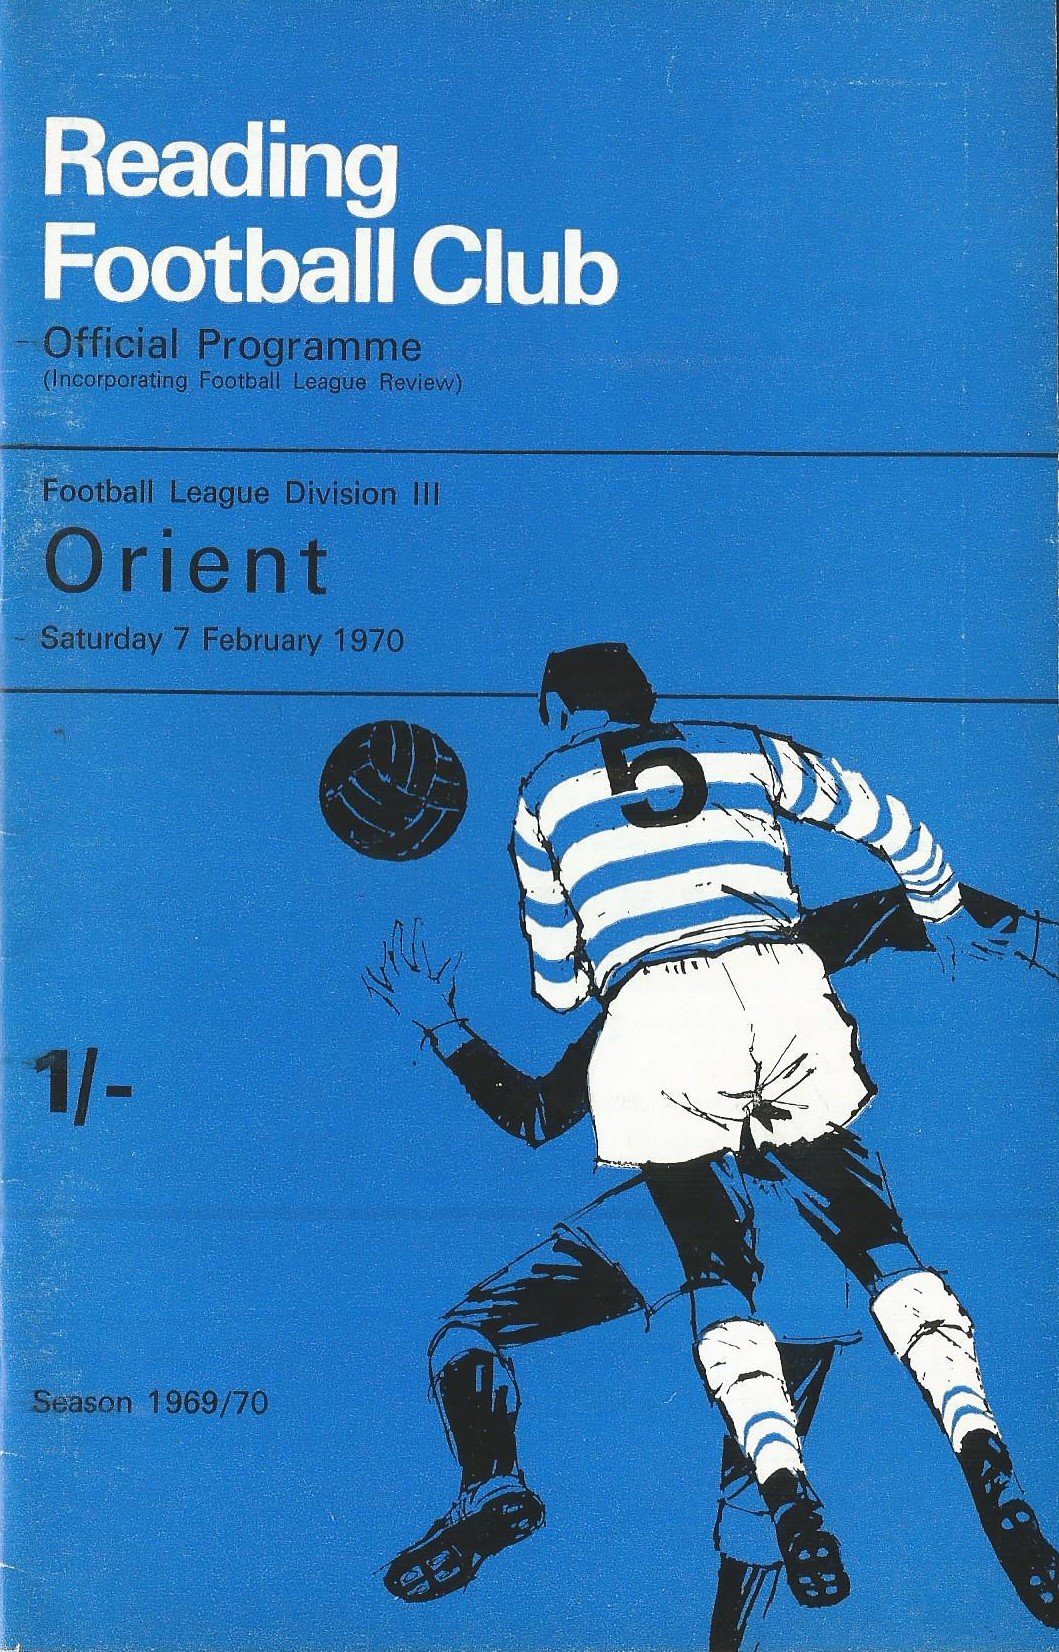 Reading
Football Club
Official Programme
(Incorporating Football League Review)
Football League Division III
Orient
Saturday 7 February 1970
5
1/-
Season 1969/70